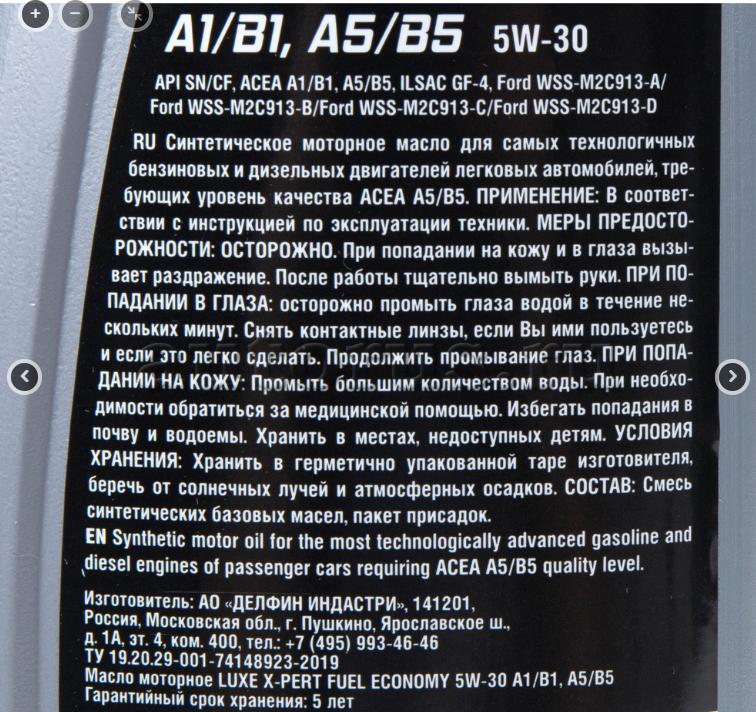 A1/B1, A5/B5 5W-30
API SN/CF, ACEA A1/B1, A5/B5, ILSAC GF-4, Ford WSS-M2C913-A/
Ford WSS-M2C913-B/Ford WSS-M2C913-C/Ford WSS-M2C913-D
RU Синтетическое моторное масло для самых технологичных
бензиновых и дизельных двигателей легковых автомобилей, тре-
бующих уровень качества ACEA A5/B5. ПРИМЕНЕНИЕ: В соответ-
ствии с инструкцией по эксплуатации техники. МЕРЫ ПРЕДОСТО-
РОЖНОСТИ: ОСТОРОЖНО. При попадании на кожу и в глаза вызы-
вает раздражение. После работы тщательно вымыть руки. ПРИ ПО-
ПАДАНИИ В ГЛАЗА: осторожно промыть глаза водой в течение не-
скольких минут. Снять контактные линзы, если Вы ими пользуетесь
и если это легко сделать. Продолжить промывание глаз. ПРИ ПОПА-
ДАНИИ НА КОЖУ: Промыть большим количеством воды. При необхо-
димости обратиться за медицинской помощью. Избегать попадания в
почву и водоемы. Хранить в местах, недоступных детям. УСЛОВИЯ
ХРАНЕНИЯ: Хранить в герметично упакованной таре изготовителя,
беречь от солнечных лучей и атмосферных осадков. СОСТАВ: Смесь
синтетических базовых масел, пакет присадок.
EN Synthetic motor oil for the most technologically advanced gasoline and
diesel engines of passenger cars requiring ACEA A5/B5 quality level.
Изготовитель: АО «ДЕЛФИН ИНДАСТРИ», 141201,
Россия, Московская обл., г. Пушкино, Ярославское ш.,
д. 1А, эт. 4, ком. 400, тел.: +7 (495) 993-46-46
ТУ 19.20.29-001-74148923-2019
Масло моторное LUXE X-PERT FUEL ECONOMY 5W-30 A1/B1, A5/B5
Гарантийный срок хранения: 5 лет